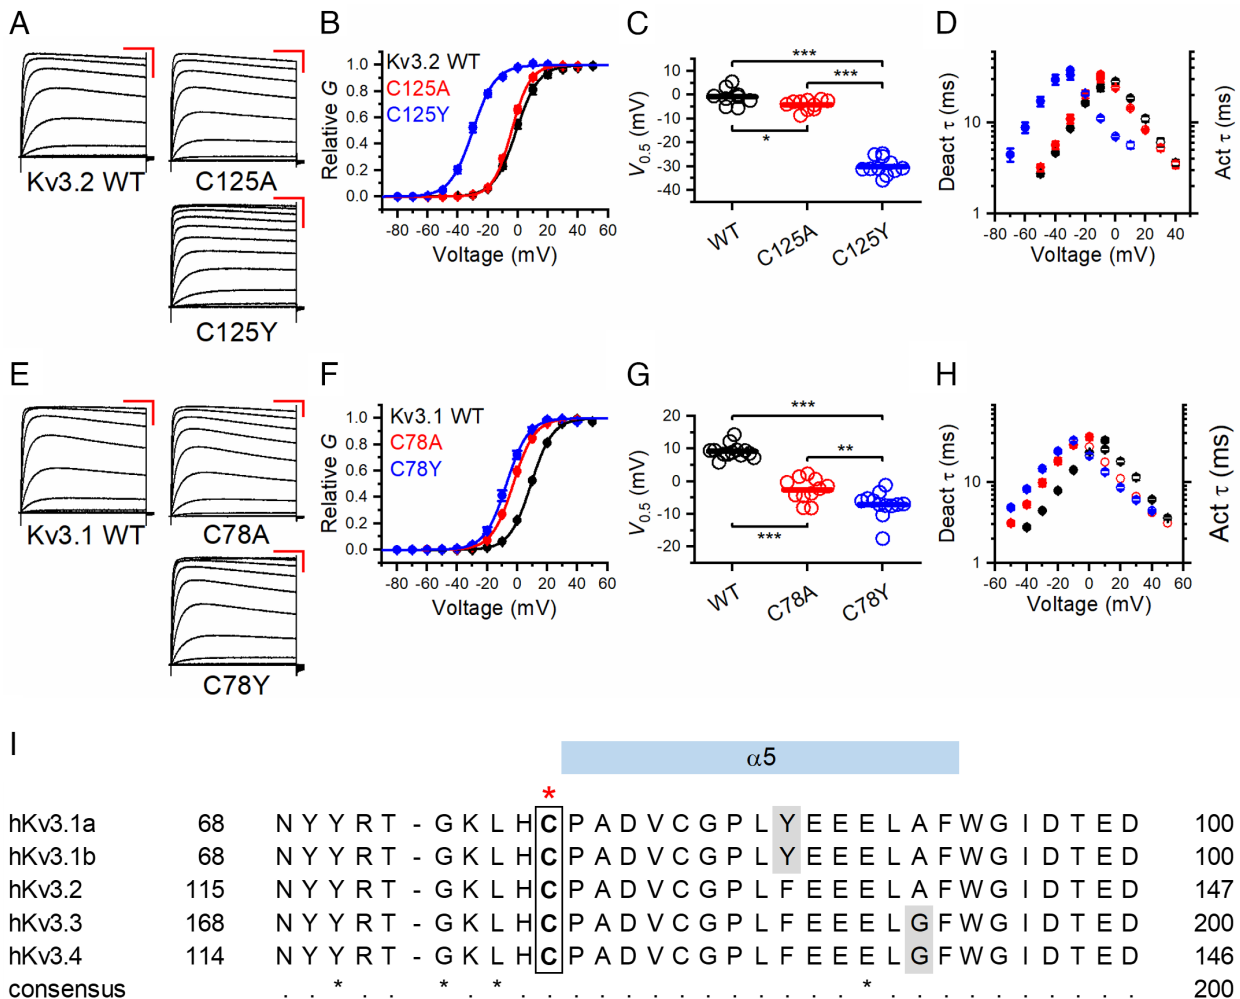 A
Kv3.2 WT
C125A
C125Y
B
Relative G
1.0
0.8
0.6
0.4
0.2
0.0
Kv3.2 WT
C125A
C125Y
-80 -60 -40 -20 0 20 40 60
Voltage (mV)
C
V0.5 (mV)
10
0
-10
-20
-30
-40
***
***
*
WT
C125A
C125Y
D
Deact τ (ms)
10
1
Act τ (ms)
-80 -60 -40 -20 0 20 40
Voltage (mV)
E
Kv3.1 WT
C78A
C78Y
F
Relative G
1.0
0.8
0.6
0.4
0.2
0.0
Kv3.1 WT
C78A
C78Y
-80 -60 -40 -20 0 20 40 60
Voltage (mV)
G
V0.5 (mV)
20
10
0
-10
-20
***
**
***
WT
C78A
C78Y
H
Deact τ (ms)
10
1
Act τ (ms)
-60 -40 -20 0 20 40 60
Voltage (mV)
I
α5
*
hKv3.1a 68 N Y Y R T - G K L H C P A D V C G P L Y E E E L A F W G I D T E D 100
hKv3.1b 68 N Y Y R T - G K L H C P A D V C G P L Y E E E L A F W G I D T E D 100
hKv3.2 115 N Y Y R T - G K L H C P A D V C G P L F E E E L A F W G I D T E D 147
hKv3.3 168 N Y Y R T - G K L H C P A D V C G P L F E E E L G F W G I D T E D 200
hKv3.4 114 N Y Y R T - G K L H C P A D V C G P L F E E E L G F W G I D T E D 146
consensus . . * . . . * . * . . . . . . . . . . . . . * . . . . . . . . . . 200